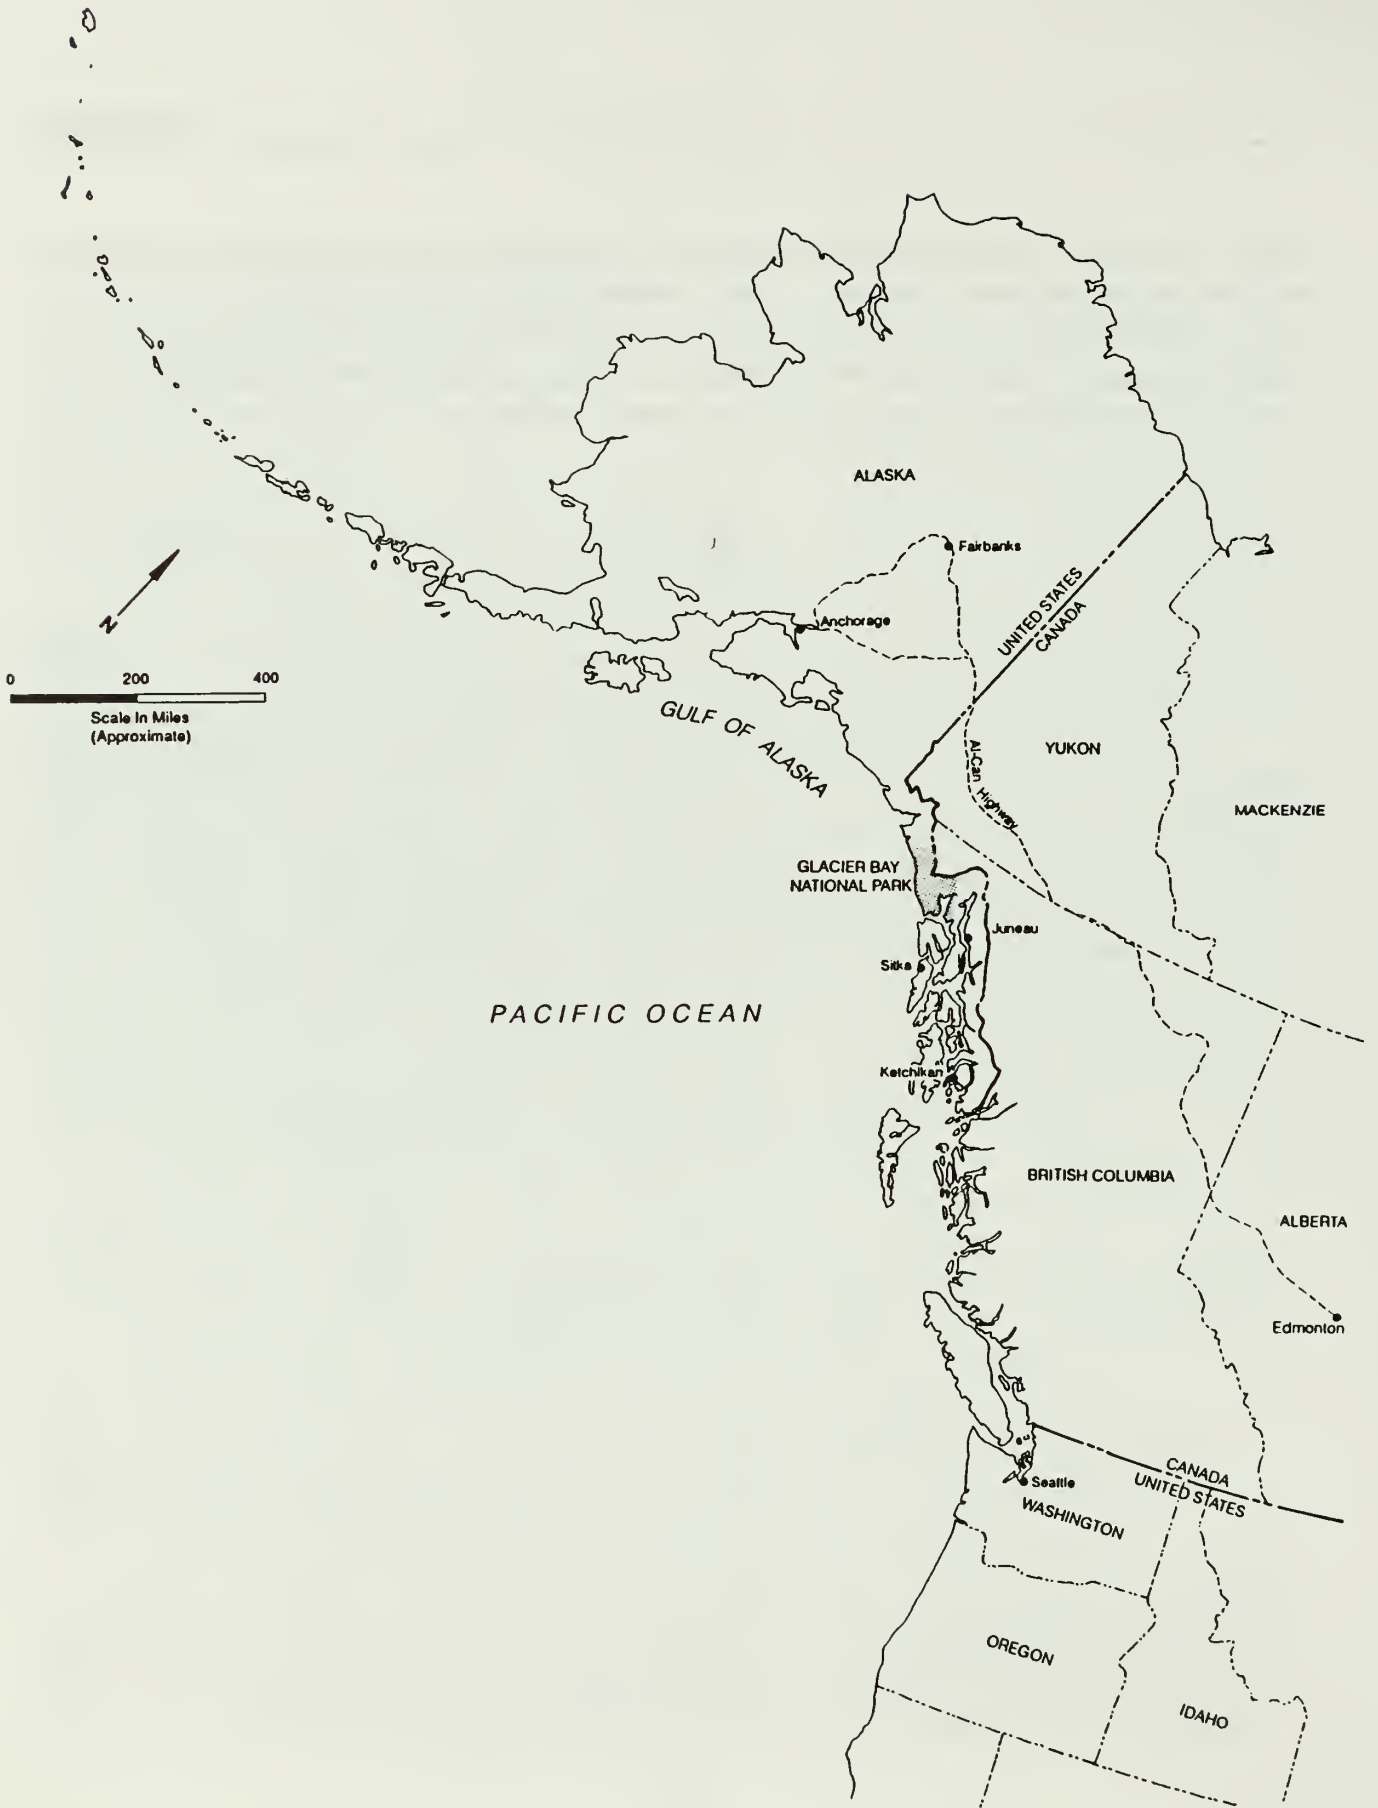 ALASKA
Fairbanks
UNITED STATES
CANADA
N
Anchorage
0 200 400
Scale In Miles
(Approximate)
GULF OF ALASKA
YUKON
Al-Can Highway
MACKENZIE
GLACIER BAY
NATIONAL PARK
Juneau
Sitka
PACIFIC OCEAN
Ketchikan
BRITISH COLUMBIA
ALBERTA
Edmonton
CANADA
UNITED STATES
Seattle
WASHINGTON
OREGON
IDAHO